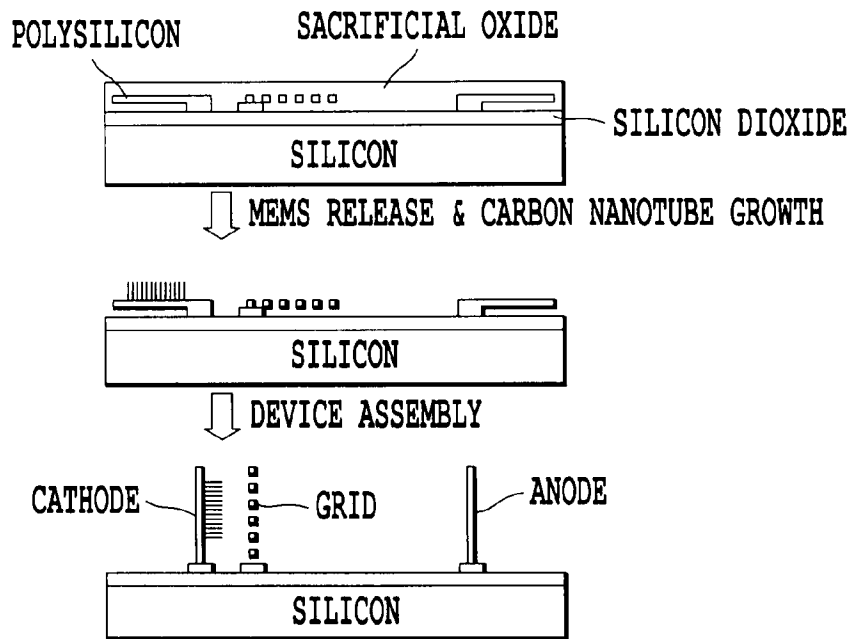 POLYSILICON
SACRIFICIAL OXIDE
SILICON DIOXIDE
SILICON
MEMS RELEASE & CARBON NANOTUBE GROWTH
SILICON
DEVICE ASSEMBLY
CATHODE
GRID
ANODE
SILICON